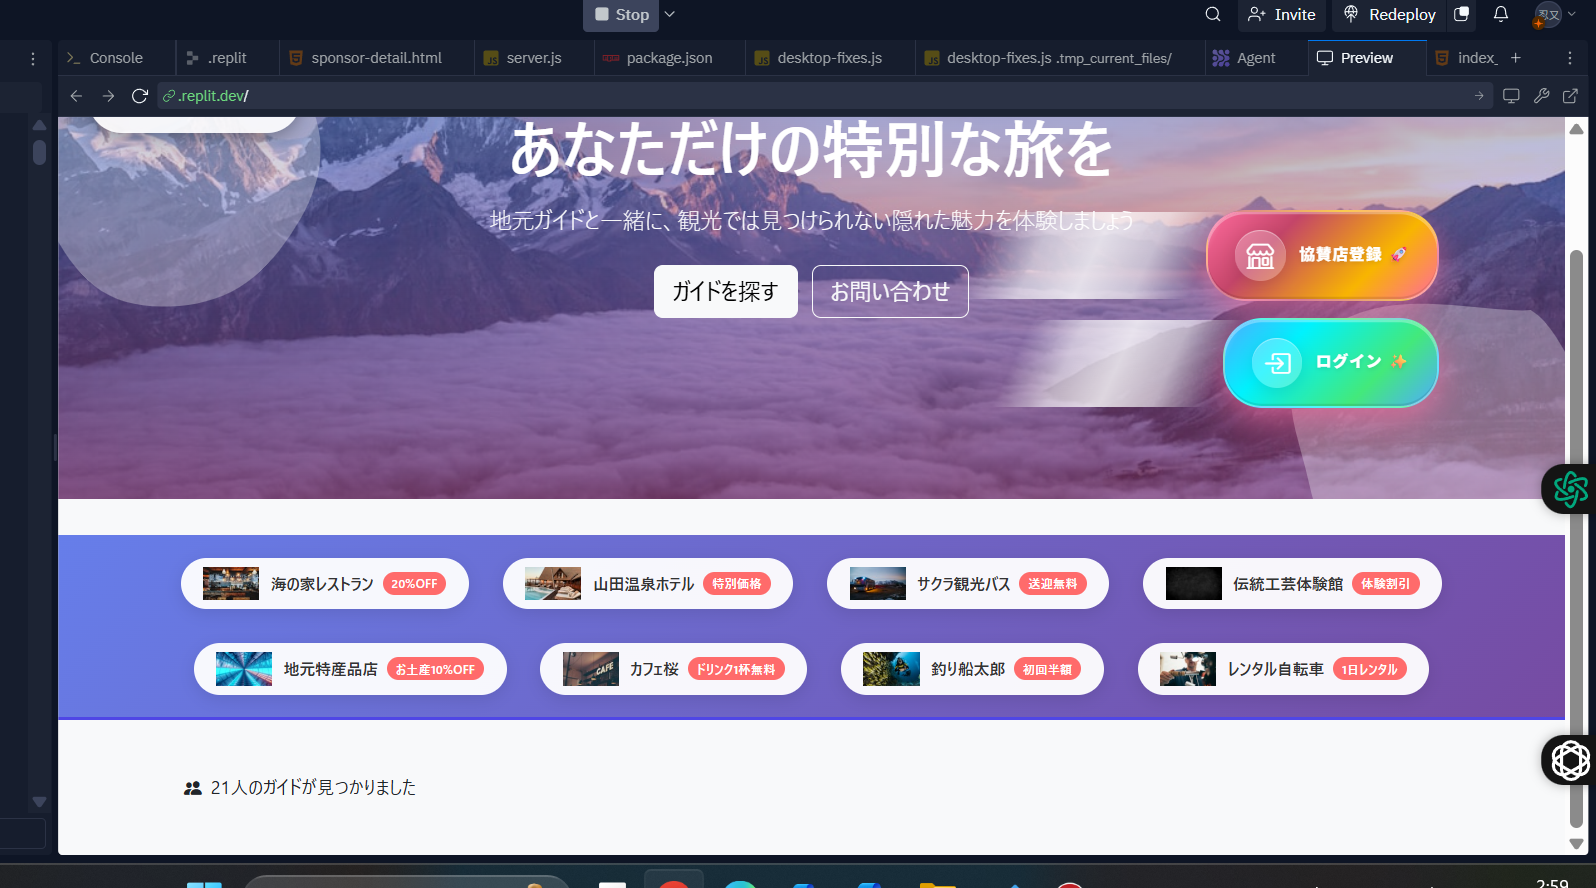 Stop
Invite
Redeploy
Console
.replit
sponsor-detail.html
server.js
package.json
desktop-fixes.js
desktop-fixes.js .tmp_current_files/
Agent
Preview
index_
.replit.dev/
あなただけの特別な旅を
地元ガイドと一緒に、観光では見つけられない隠れた魅力を体験しましょう
ガイドを探す
お問い合わせ
協賛店登録 🚀
ログイン ✨
海の家レストラン 20%OFF
山田温泉ホテル 特別価格
サクラ観光バス 送迎無料
伝統工芸体験館 体験割引
地元特産品店 お土産10%OFF
カフェ桜 ドリンク1杯無料
釣り船太郎 初回半額
レンタル自転車 1日レンタル
21人のガイドが見つかりました
2:59